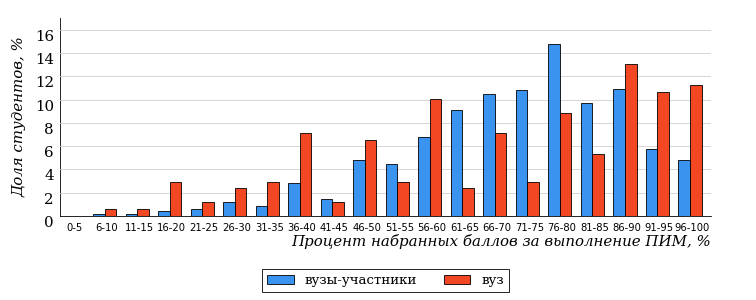 Доля студентов, %
16
14
12
10
8
6
4
2
0
0-5 6-10 11-15 16-20 21-25 26-30 31-35 36-40 41-45 46-50 51-55 56-60 61-65 66-70 71-75 76-80 81-85 86-90 91-95 96-100
Процент набранных баллов за выполнение ПИМ, %
вузы-участники вуз